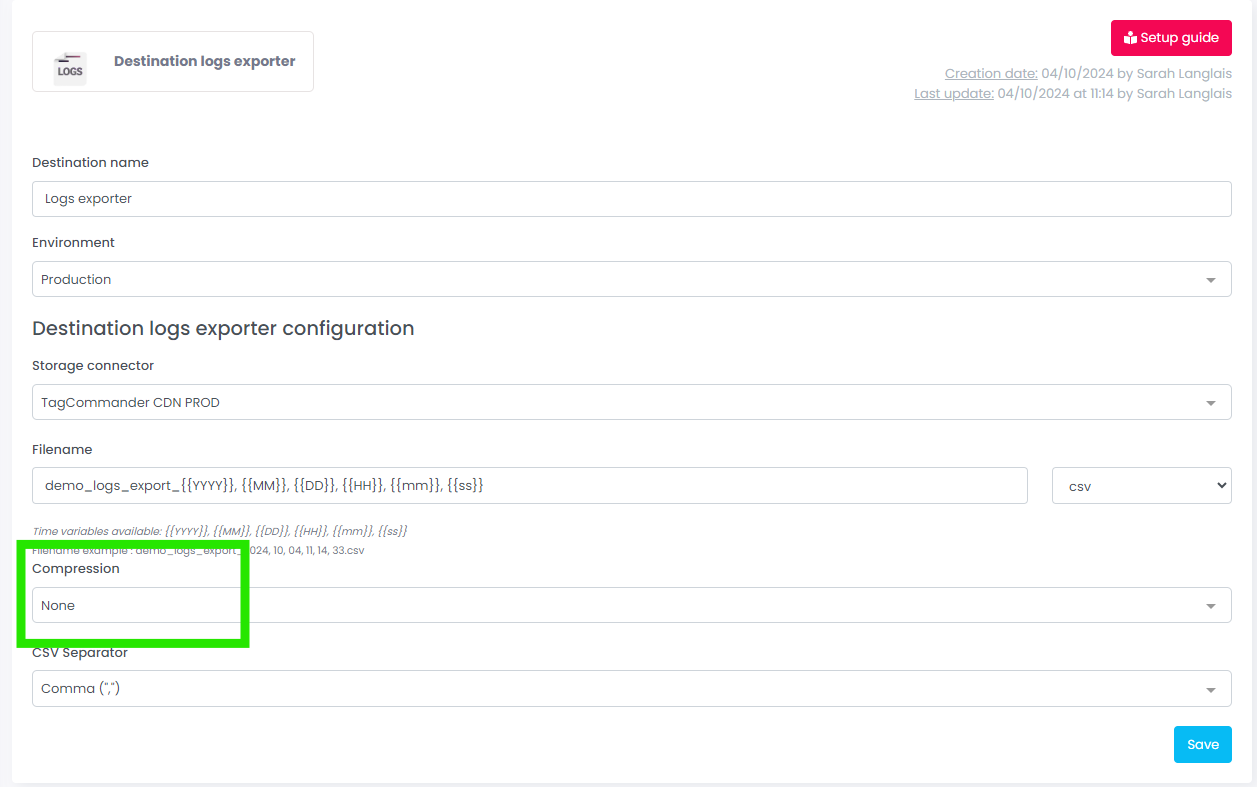 Setup guide
LOGS
Destination logs exporter
Creation date: 04/10/2024 by Sarah Langlais
Last update: 04/10/2024 at 11:14 by Sarah Langlais
Destination name
Logs exporter
Environment
Production
Destination logs exporter configuration
Storage connector
TagCommander CDN PROD
Filename
demo_logs_export_{{YYYY}}, {{MM}}, {{DD}}, {{HH}}, {{mm}}, {{ss}}
csv
Time variables available: {{YYYY}}, {{MM}}, {{DD}}, {{HH}}, {{mm}}, {{ss}}
Filename example : demo_logs_export_2024, 10, 04, 11, 14, 33.csv
Compression
None
CSV Separator
Comma (",")
Save